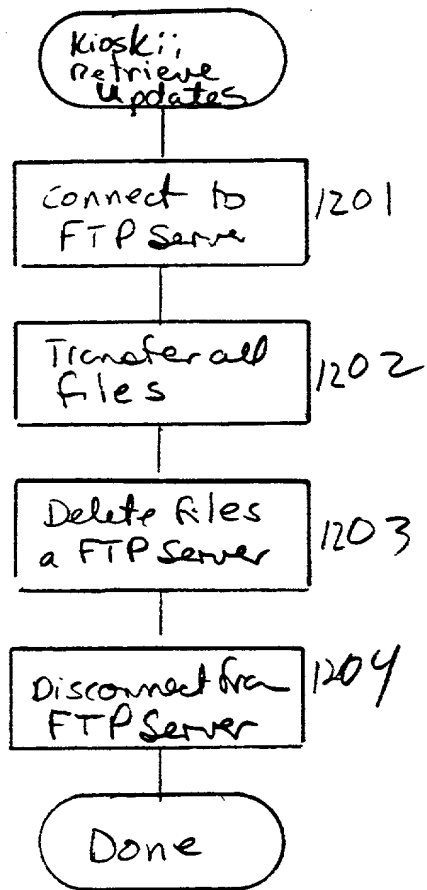 Kiosk::
Retrieve
Updates
Connect to
FTP Server
1201
Transfer all
files
1202
Delete files
a FTP Server
1203
Disconnect from
FTP Server
1204
Done